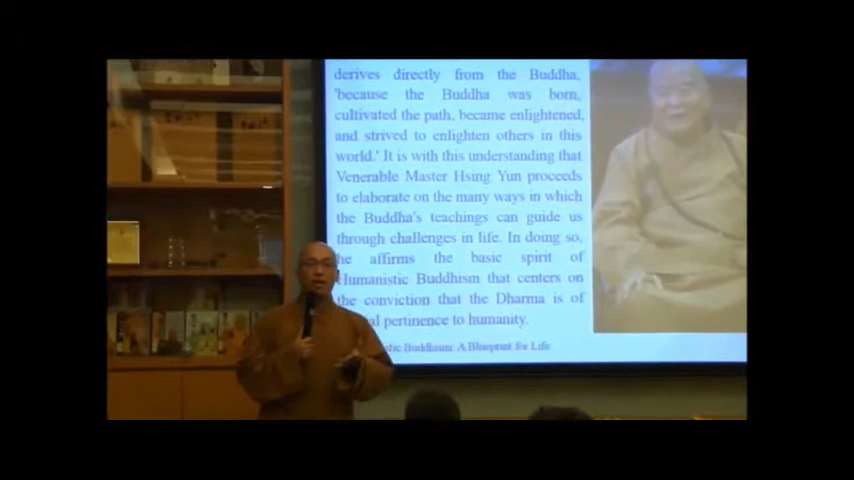 derives directly from the Buddha,
'because the Buddha was born,
cultivated the path, became enlightened,
and strived to enlighten others in this
world.' It is with this understanding that
Venerable Master Hsing Yun proceeds
to elaborate on the many ways in which
the Buddha's teachings can guide us
through challenges in life. In doing so,
he affirms the basic spirit of
Humanistic Buddhism that centers on
the conviction that the Dharma is of
pertinence to humanity.
Buddhism: A Blueprint for Life